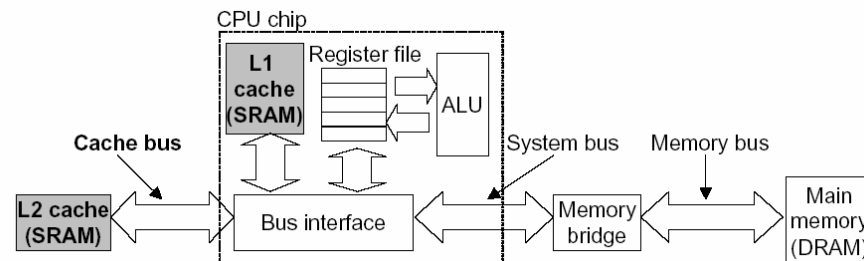 CPU chip
L1
cache
(SRAM)
Register file
ALU
Cache bus
System bus
Memory bus
L2 cache
(SRAM)
Bus interface
Memory
bridge
Main
memory
(DRAM)